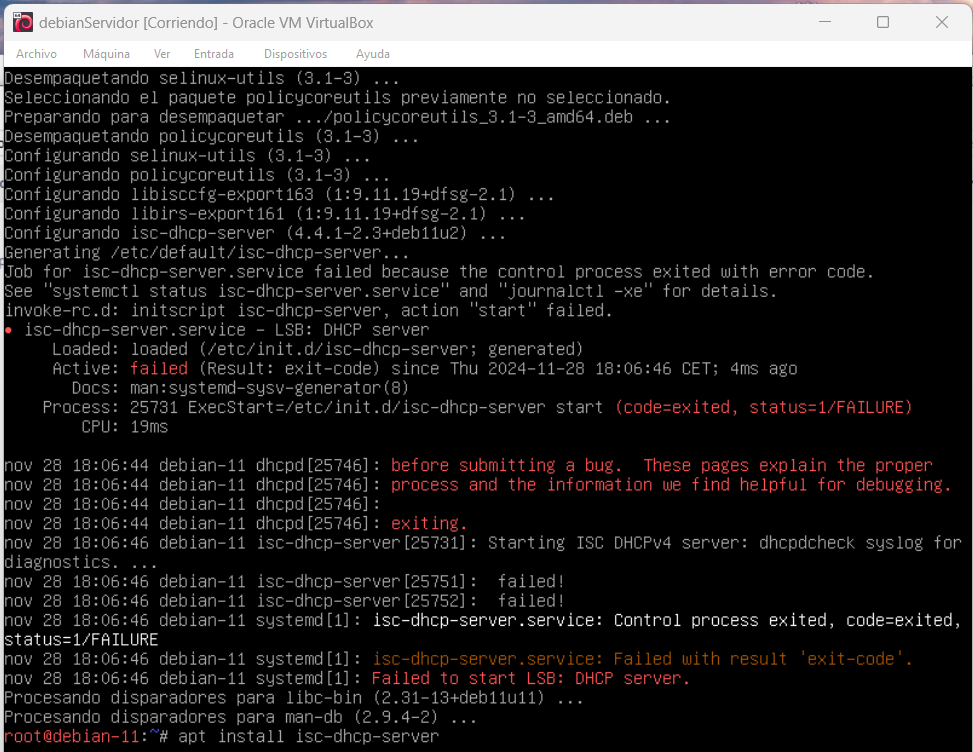 debianServidor [Corriendo] - Oracle VM VirtualBox
Archivo Máquina Ver Entrada Dispositivos Ayuda
Desempaquetando selinux-utils (3.1-3) ...
Seleccionando el paquete policycoreutils previamente no seleccionado.
Preparando para desempaquetar .../policycoreutils_3.1-3_amd64.deb ...
Desempaquetando policycoreutils (3.1-3) ...
Configurando selinux-utils (3.1-3) ...
Configurando policycoreutils (3.1-3) ...
Configurando libisccfg-export163 (1:9.11.19+dfsg-2.1) ...
Configurando libirs-export161 (1:9.11.19+dfsg-2.1) ...
Configurando isc-dhcp-server (4.4.1-2.3+deb11u2) ...
Generating /etc/default/isc-dhcp-server...
Job for isc-dhcp-server.service failed because the control process exited with error code.
See "systemctl status isc-dhcp-server.service" and "journalctl -xe" for details.
invoke-rc.d: initscript isc-dhcp-server, action "start" failed.
● isc-dhcp-server.service - LSB: DHCP server
Loaded: loaded (/etc/init.d/isc-dhcp-server; generated)
Active: failed (Result: exit-code) since Thu 2024-11-28 18:06:46 CET; 4ms ago
Docs: man:systemd-sysv-generator(8)
Process: 25731 ExecStart=/etc/init.d/isc-dhcp-server start (code=exited, status=1/FAILURE)
CPU: 19ms
nov 28 18:06:44 debian-11 dhcpd[25746]: before submitting a bug.  These pages explain the proper
nov 28 18:06:44 debian-11 dhcpd[25746]: process and the information we find helpful for debugging.
nov 28 18:06:44 debian-11 dhcpd[25746]:
nov 28 18:06:44 debian-11 dhcpd[25746]: exiting.
nov 28 18:06:46 debian-11 isc-dhcp-server[25731]: Starting ISC DHCPv4 server: dhcpdcheck syslog for
diagnostics. ...
nov 28 18:06:46 debian-11 isc-dhcp-server[25751]:  failed!
nov 28 18:06:46 debian-11 isc-dhcp-server[25752]:  failed!
nov 28 18:06:46 debian-11 systemd[1]: isc-dhcp-server.service: Control process exited, code=exited,
status=1/FAILURE
nov 28 18:06:46 debian-11 systemd[1]: isc-dhcp-server.service: Failed with result 'exit-code'.
nov 28 18:06:46 debian-11 systemd[1]: Failed to start LSB: DHCP server.
Procesando disparadores para libc-bin (2.31-13+deb11u11) ...
Procesando disparadores para man-db (2.9.4-2) ...
root@debian-11:~# apt install isc-dhcp-server